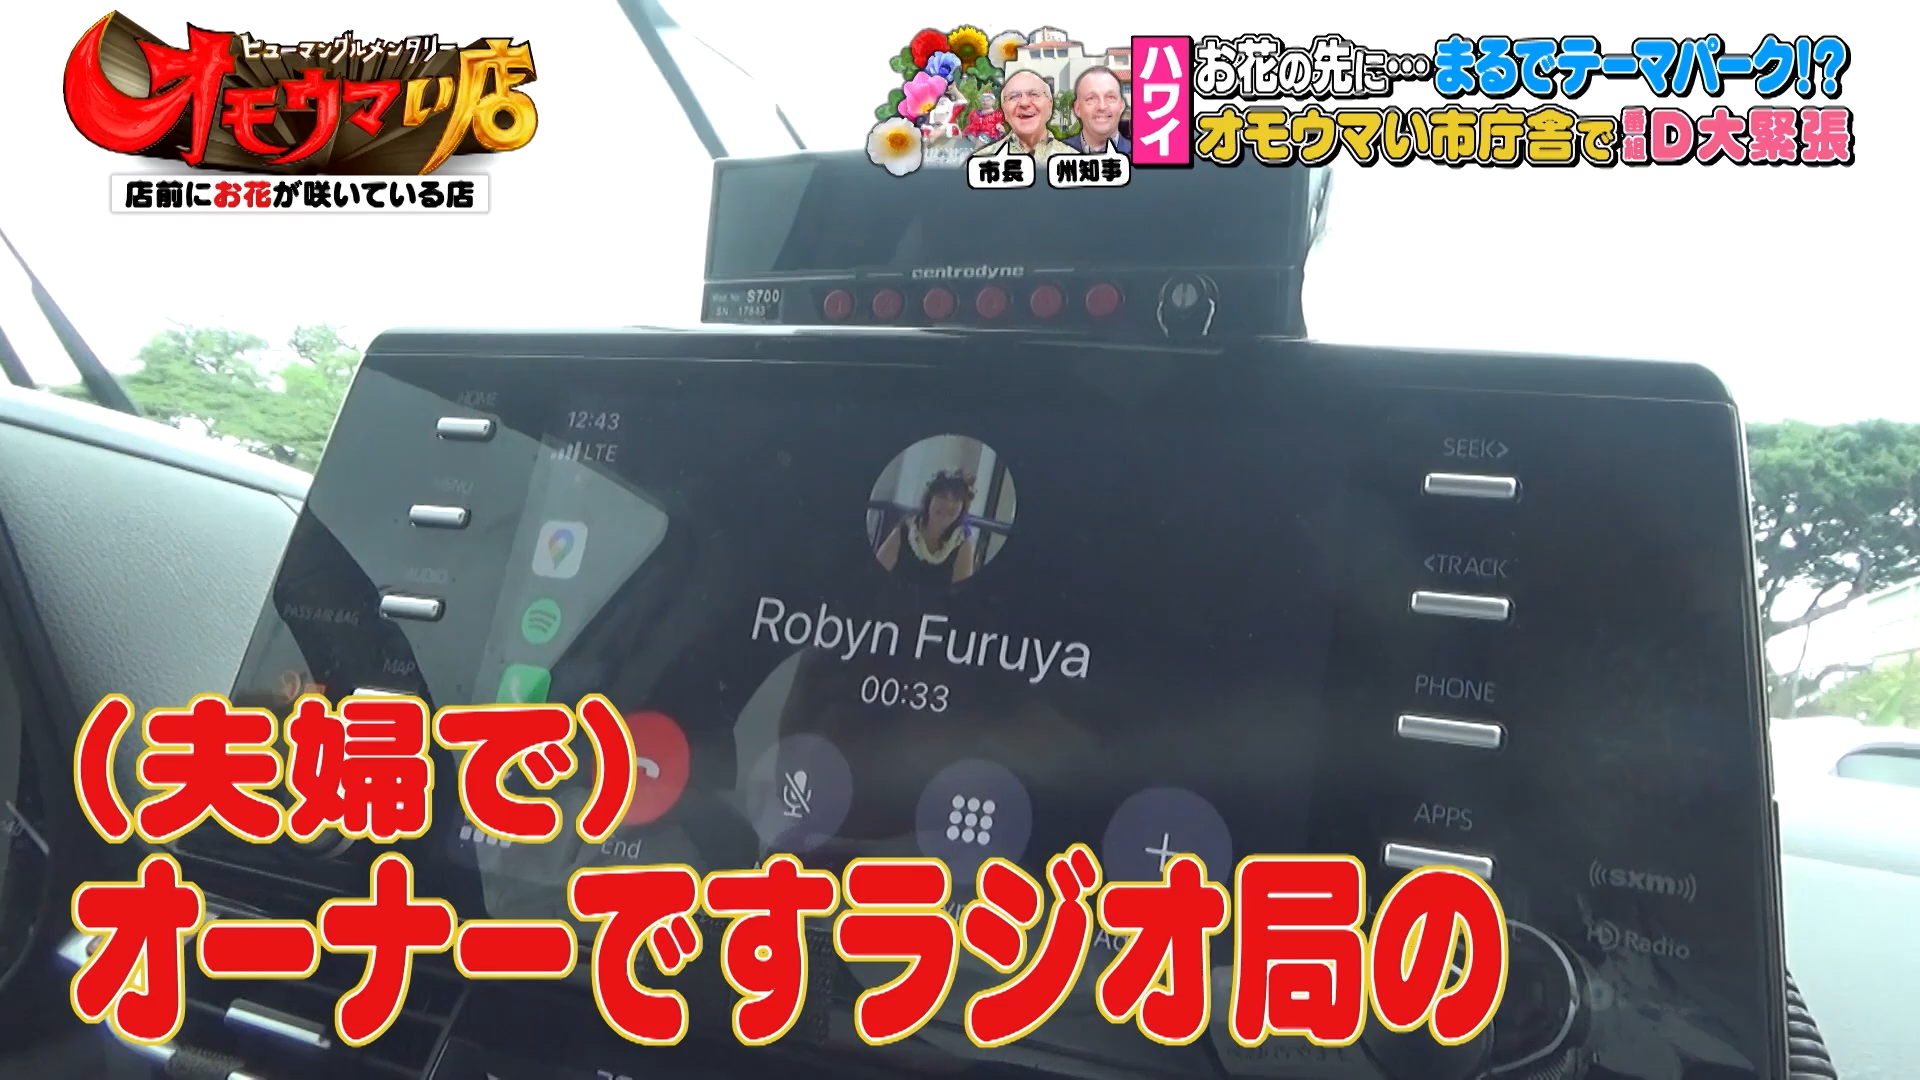 ヒューマングルメンタリー
オモウマい店
店前にお花が咲いている店
市長
州知事
ハワイ
お花の先に…まるでテーマパーク!?
オモウマい市庁舎で番組D大緊張
centrodyne
S700
HOME
MENU
AUDIO
PASS AIR BAG
MAP
12:43
LTE
Robyn Furuya
00:33
End
SEEK>
<TRACK
PHONE
APPS
((sxm))
HD Radio
(夫婦で)
オーナーですラジオ局の